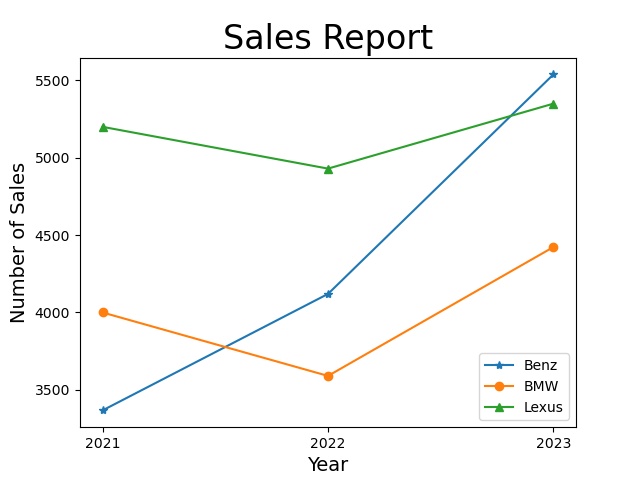 Sales Report
Number of Sales
5500
5000
4500
4000
3500
2021
2022
2023
Year
Benz
BMW
Lexus